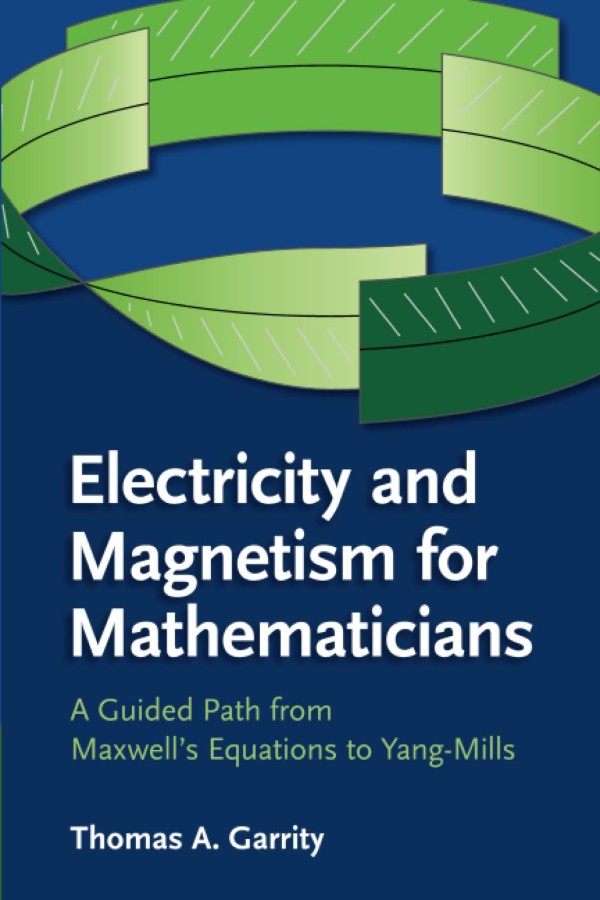 Electricity and
Magnetism for
Mathematicians
A Guided Path from
Maxwell's Equations to Yang-Mills
Thomas A. Garrity